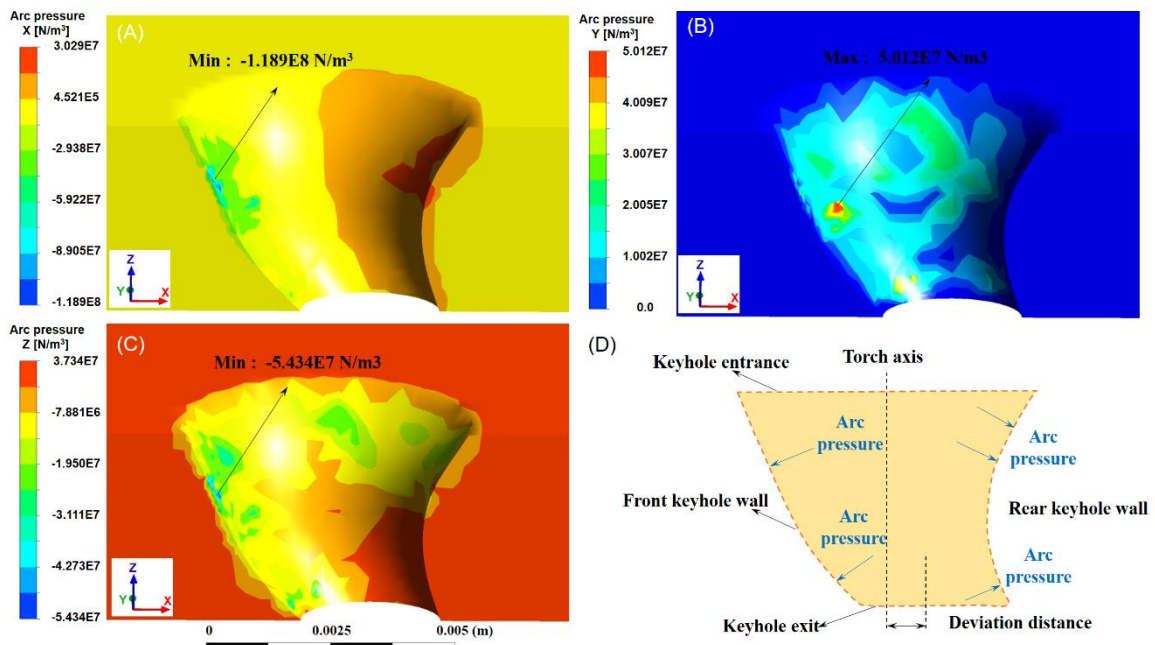 Arc pressure
X [N/m³]
3.029E7
4.521E5
-2.938E7
-5.922E7
-8.905E7
-1.189E8
(A)
Min : -1.189E8 N/m³
Z
Y
X
Arc pressure
Y [N/m³]
5.012E7
4.009E7
3.007E7
2.005E7
1.002E7
0.0
(B)
Max : 5.012E7 N/m3
Z
Y
X
Arc pressure
Z [N/m³]
3.734E7
-7.881E6
-1.950E7
-3.111E7
-4.273E7
-5.434E7
(C)
Min : -5.434E7 N/m3
Z
Y
X
0 0.0025 0.005 (m)
(D)
Keyhole entrance
Torch axis
Arc
pressure
Arc
pressure
Front keyhole wall
Rear keyhole wall
Arc
pressure
Arc
pressure
Keyhole exit
Deviation distance